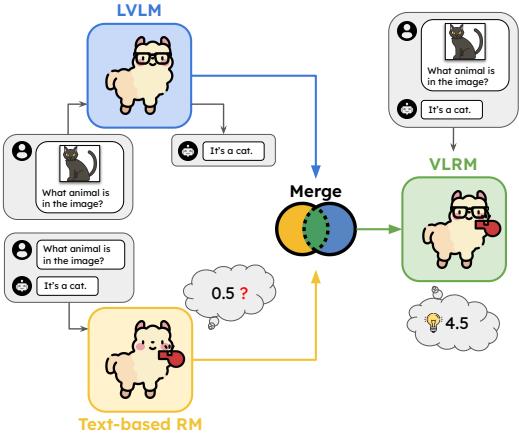 LVLM
What animal is
in the image?
It's a cat.
What animal is
in the image?
It's a cat.
Text-based RM
0.5 ?
Merge
What animal is
in the image?
It's a cat.
VLRM
4.5